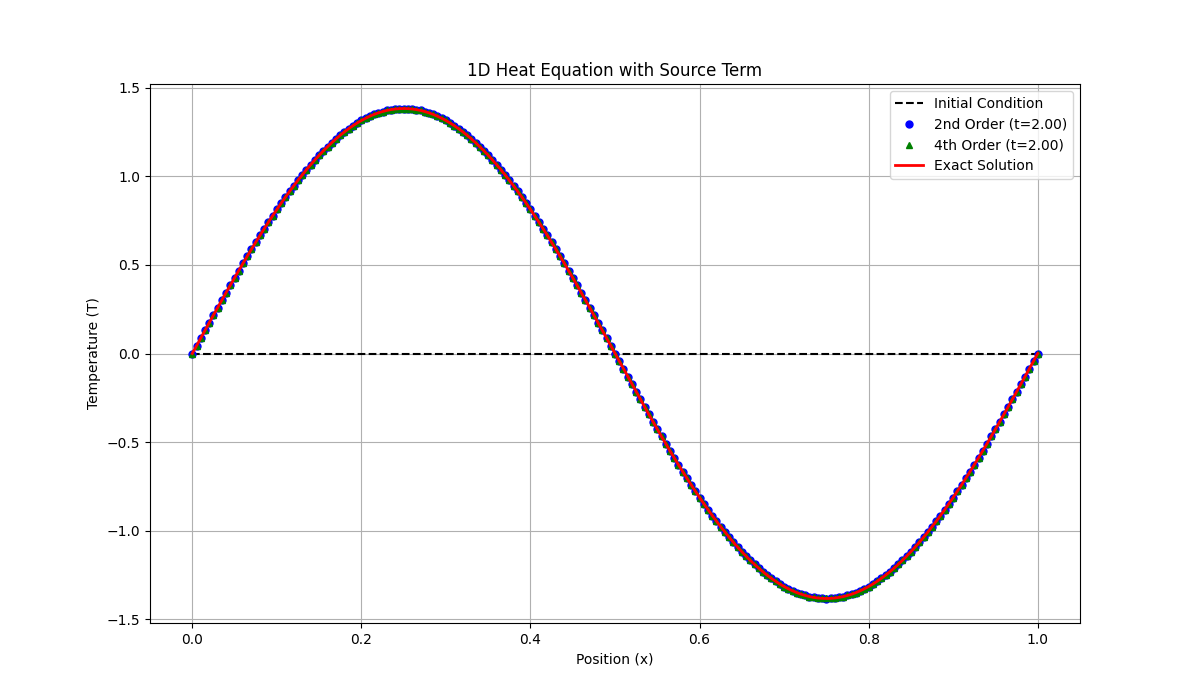 1D Heat Equation with Source Term
Initial Condition
2nd Order (t=2.00)
4th Order (t=2.00)
Exact Solution
1.5
1.0
0.5
0.0
−0.5
−1.0
−1.5
Temperature (T)
0.0 0.2 0.4 0.6 0.8 1.0
Position (x)